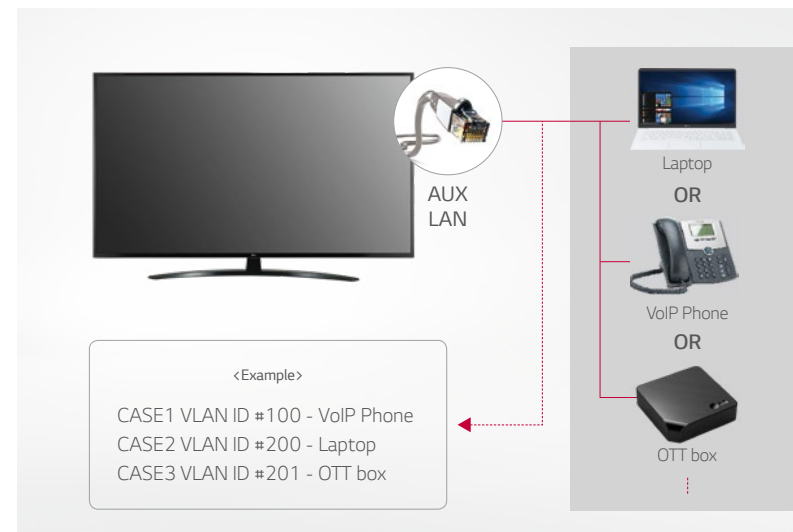 AUX
LAN
Laptop
OR
VoIP Phone
OR
OTT box
<Example>
CASE1 VLAN ID #100 - VoIP Phone
CASE2 VLAN ID #200 - Laptop
CASE3 VLAN ID #201 - OTT box